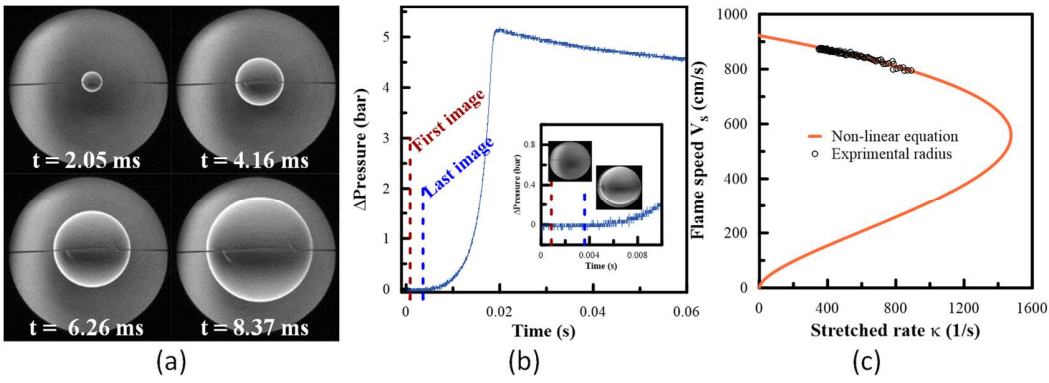 (a)
t = 2.05 ms
t = 4.16 ms
t = 6.26 ms
t = 8.37 ms
(b)
ΔPressure (bar)
5
4
3
2
1
0
First image
Last image
ΔPressure (bar)
0.8
0.4
0
0
0.004
0.008
Time (s)
0
0.02
0.04
0.06
Time (s)
(c)
Flame speed Vs (cm/s)
1000
800
600
400
200
0
Non-linear equation
Exprimental radius
0
400
800
1200
1600
Stretched rate κ (1/s)
(a)
(b)
(c)